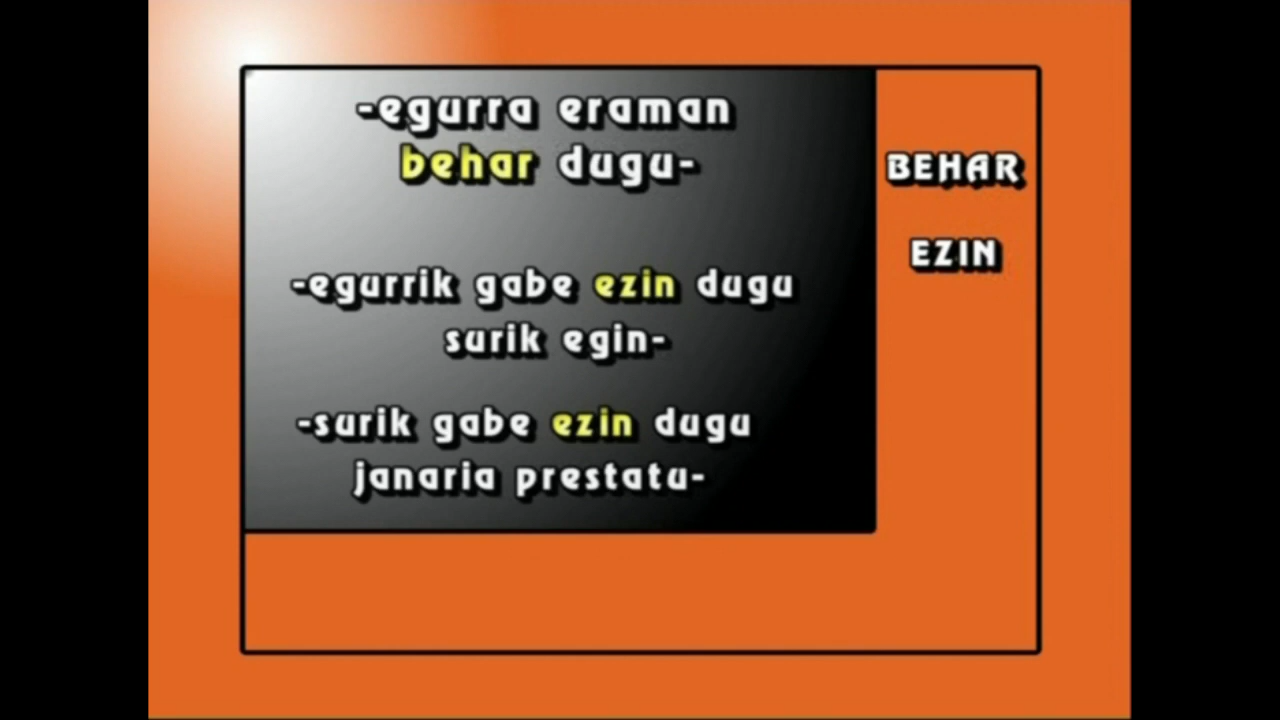 -egurra eraman
behar dugu-
-egurrik gabe ezin dugu
surik egin-
-surik gabe ezin dugu
janaria prestatu-
BEHAR
EZIN